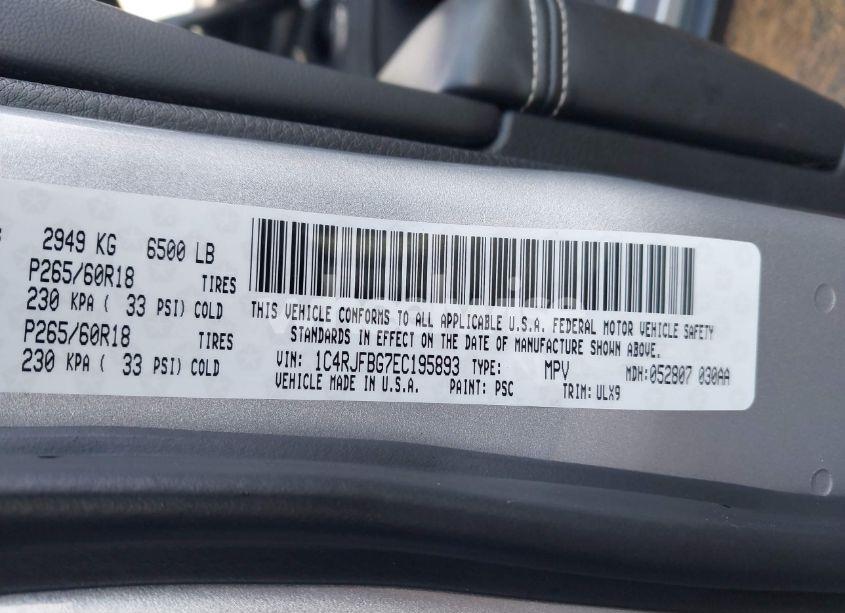 2949 KG 6500 LB
P265/60R18 TIRES
230 KPA ( 33 PSI) COLD
P265/60R18 TIRES
230 KPA ( 33 PSI) COLD
THIS VEHICLE CONFORMS TO ALL APPLICABLE U.S.A. FEDERAL MOTOR VEHICLE SAFETY
STANDARDS IN EFFECT ON THE DATE OF MANUFACTURE SHOWN ABOVE.
VIN: 1C4RJFBG7EC195893 TYPE: MPV MDH:052807 030AA
VEHICLE MADE IN U.S.A. PAINT: PSC TRIM: ULX9